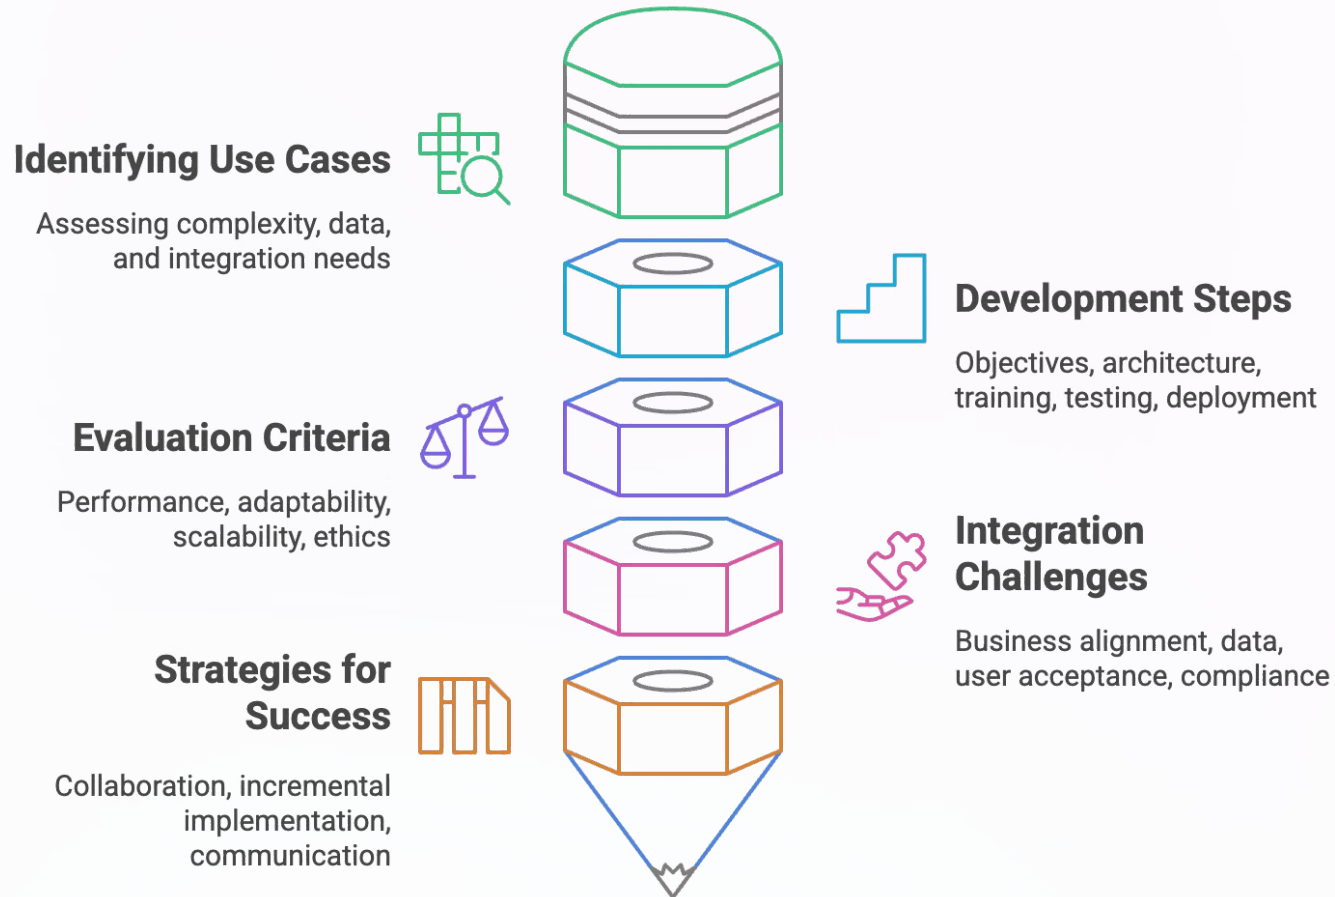 Identifying Use Cases
Assessing complexity, data,
and integration needs
Development Steps
Objectives, architecture,
training, testing, deployment
Evaluation Criteria
Performance, adaptability,
scalability, ethics
Integration
Challenges
Business alignment, data,
user acceptance, compliance
Strategies for
Success
Collaboration, incremental
implementation,
communication